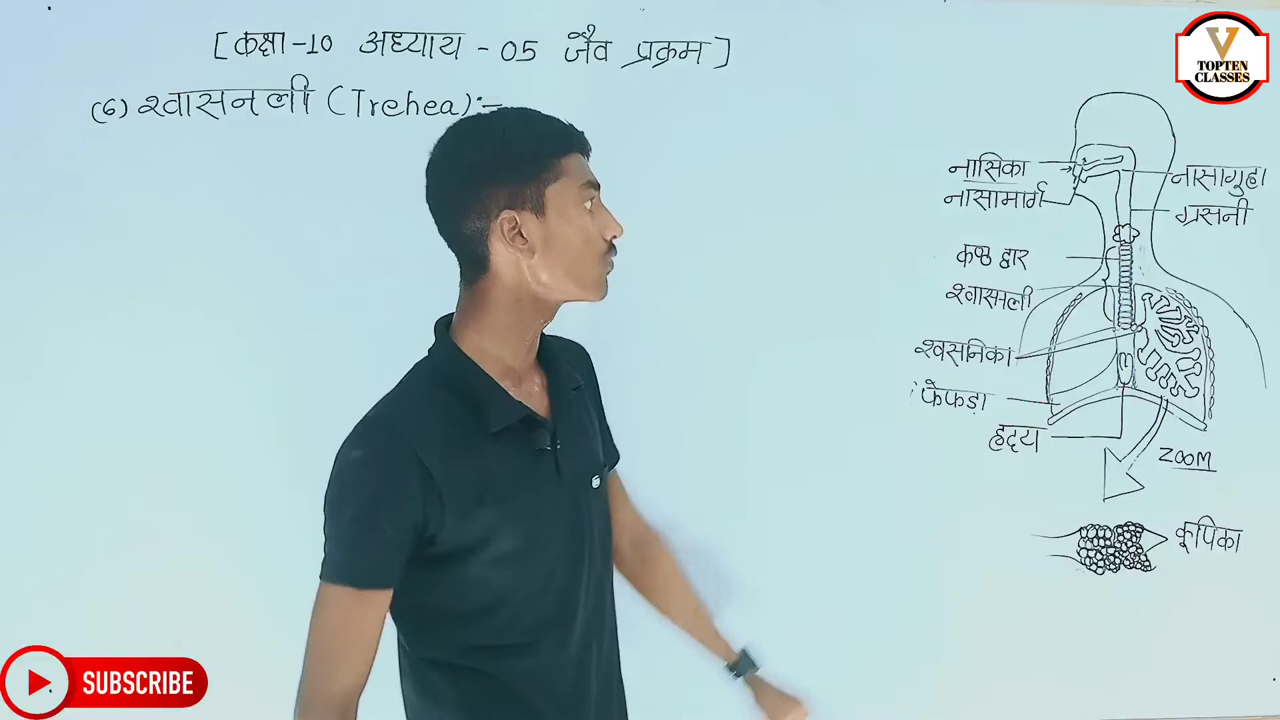 [कक्षा-10 अध्याय - 05 जैव प्रक्रम]
(6) श्वासनली (Trehea):-
V
TOPTEN
CLASSES
नासिका
नासागुहा
नासामार्ग
ग्रसनी
कण्ठ द्वार
श्वासनली
श्वसनिका
फेफड़ा
हृदय
ZOOM
कूपिका
SUBSCRIBE